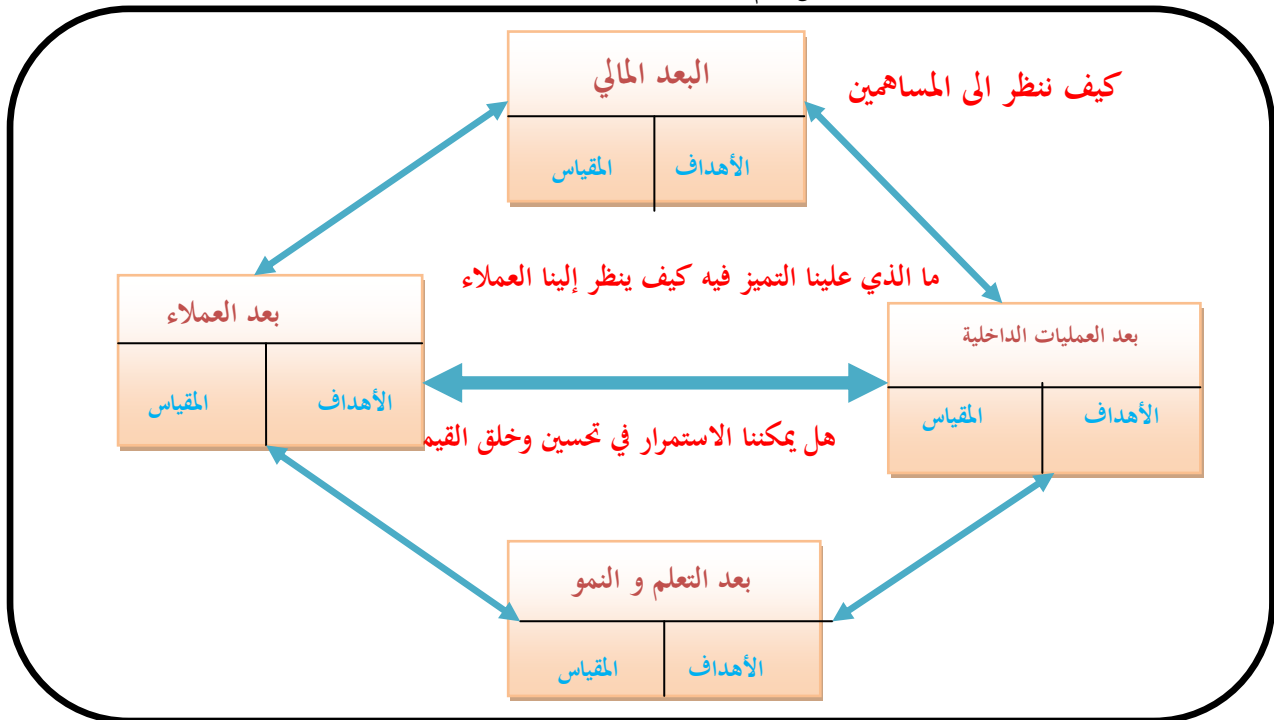 البعد المالي
كيف ننظر الى المساهمين
الأهداف
المقياس
ما الذي علينا التميز فيه كيف ينظر إلينا العملاء
بعد العملاء
بعد العمليات الداخلية
الأهداف
المقياس
الأهداف
المقياس
هل يمكننا الاستمرار في تحسين وخلق القيم
بعد التعلم و النمو
الأهداف
المقياس